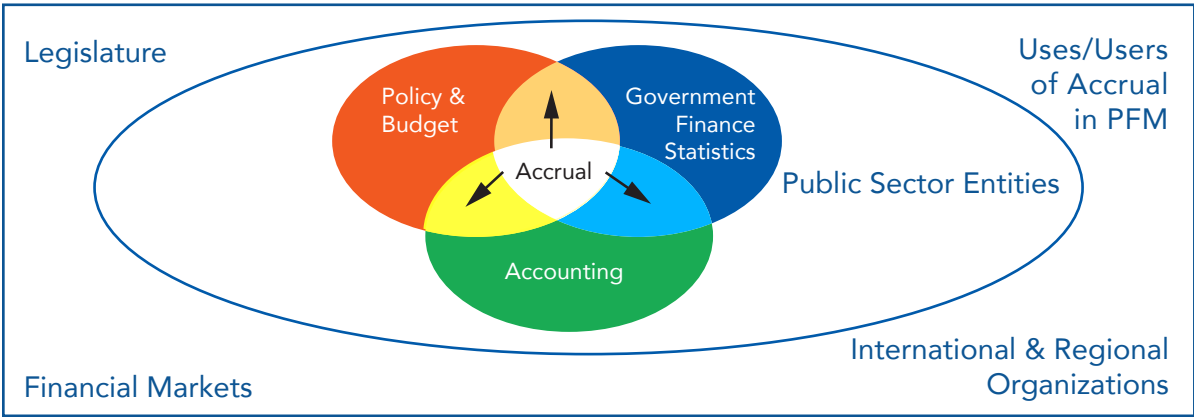 Legislature
Uses/Users
of Accrual
in PFM
Policy &
Budget
Government
Finance
Statistics
Accrual
Public Sector Entities
Accounting
International & Regional
Organizations
Financial Markets